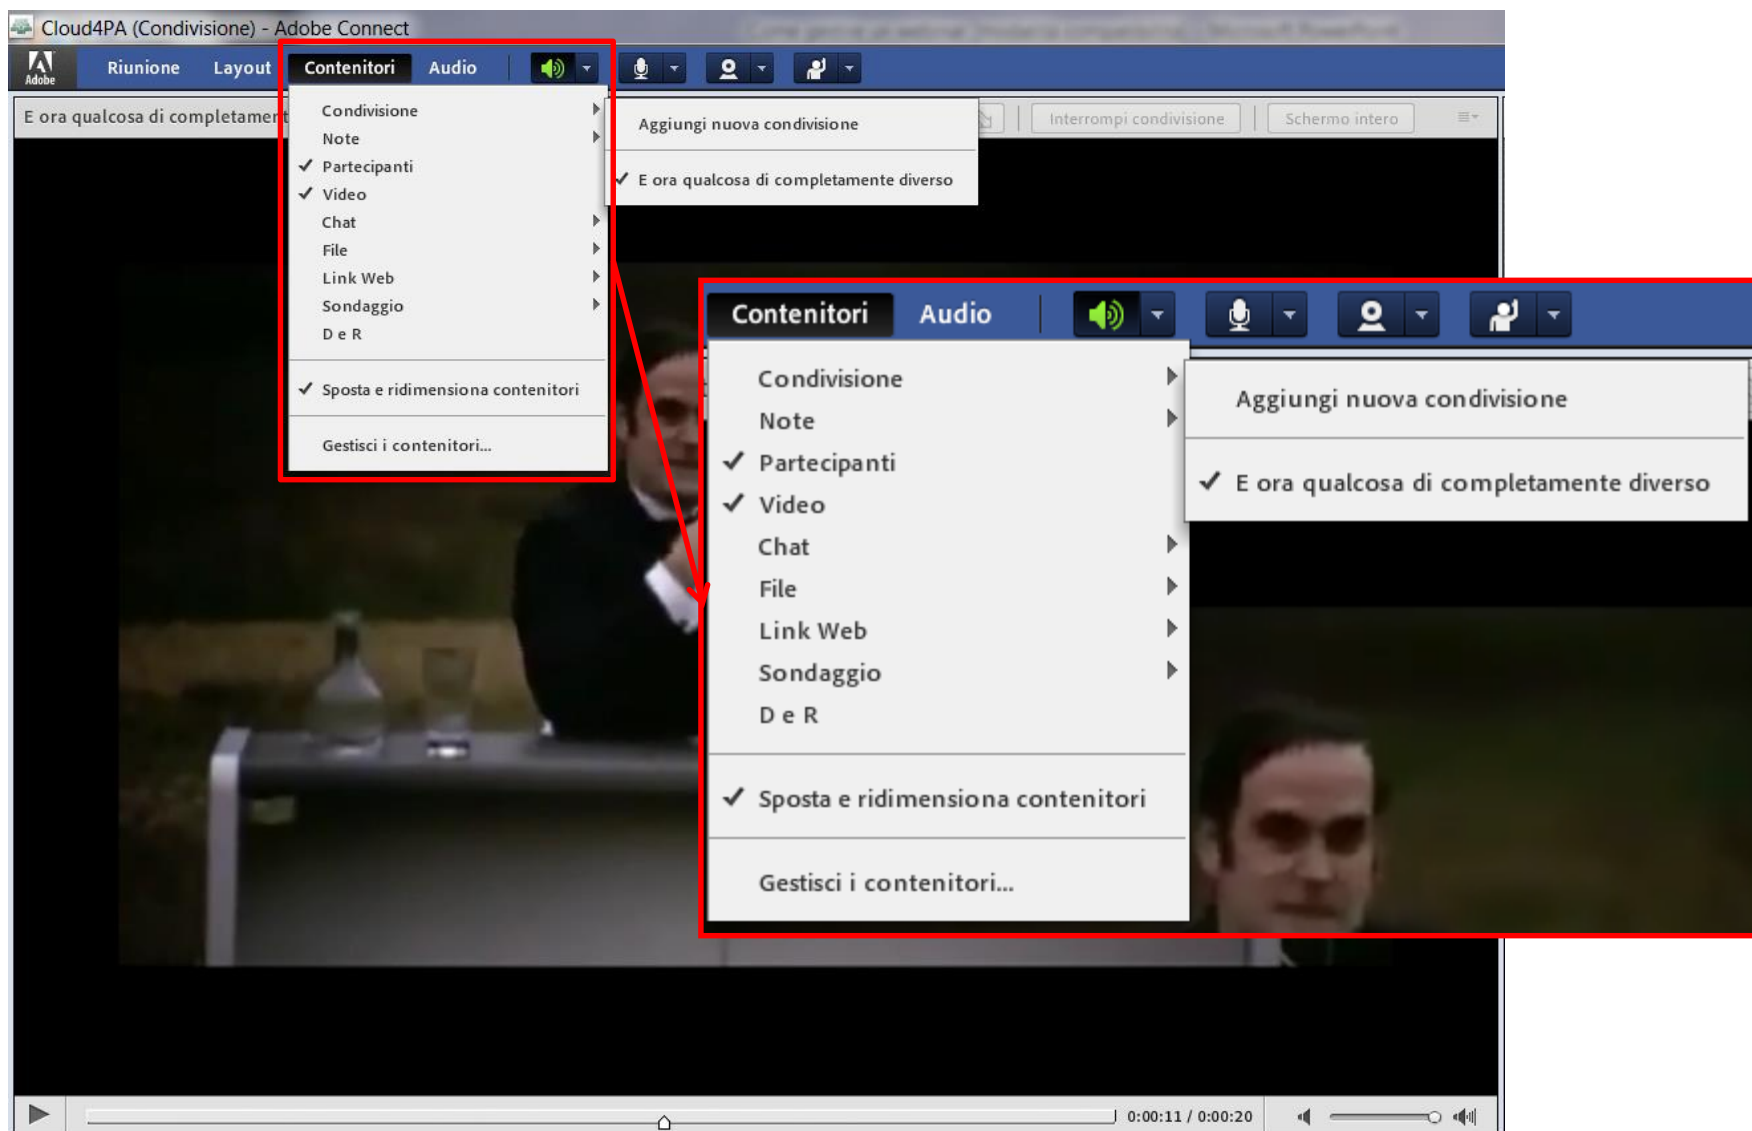 Cloud4PA (Condivisione) - Adobe Connect
Adobe Riunione Layout Contenitori Audio
E ora qualcosa di completament
Interrompi condivisione Schermo intero
Condivisione
Note
Partecipanti
Video
Chat
File
Link Web
Sondaggio
D e R
Sposta e ridimensiona contenitori
Gestisci i contenitori...
Aggiungi nuova condivisione
E ora qualcosa di completamente diverso
Contenitori Audio
Condivisione
Note
Partecipanti
Video
Chat
File
Link Web
Sondaggio
D e R
Sposta e ridimensiona contenitori
Gestisci i contenitori...
Aggiungi nuova condivisione
E ora qualcosa di completamente diverso
0:00:11 / 0:00:20